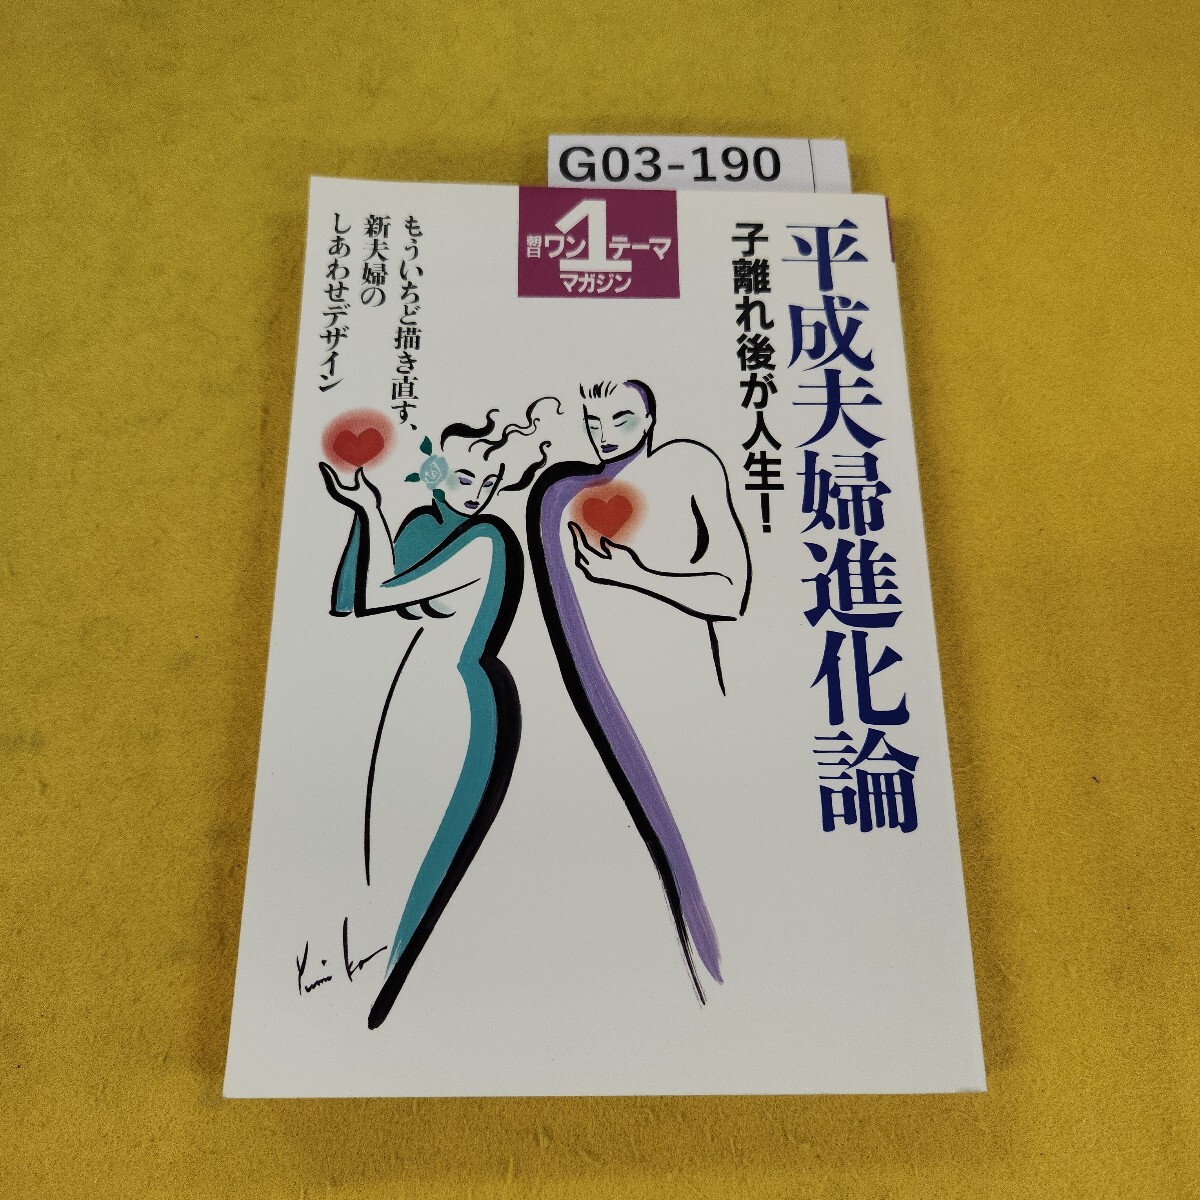 G03-190
平成夫婦進化論
子離れ後が人生！
朝日ワン1テーマ
マガジン
もういちど描き直す、
新夫婦の
しあわせデザイン
Yumiko